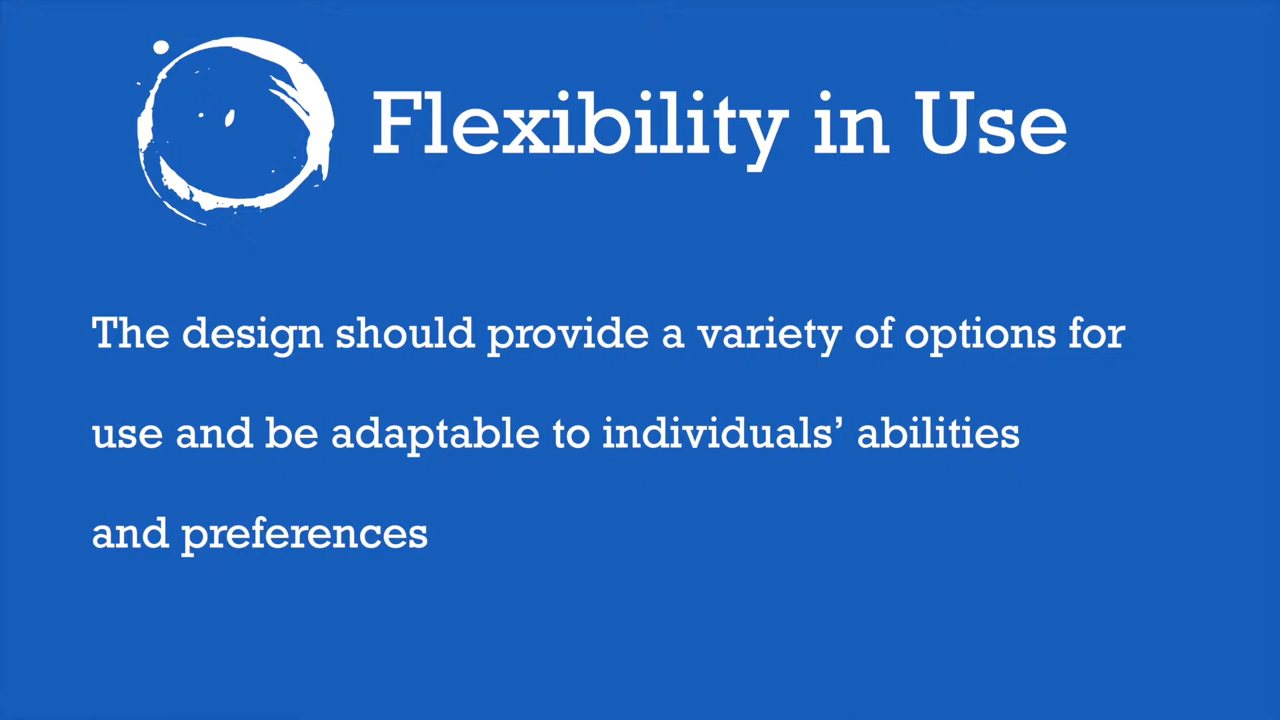 Flexibility in Use
The design should provide a variety of options for
use and be adaptable to individuals’ abilities
and preferences